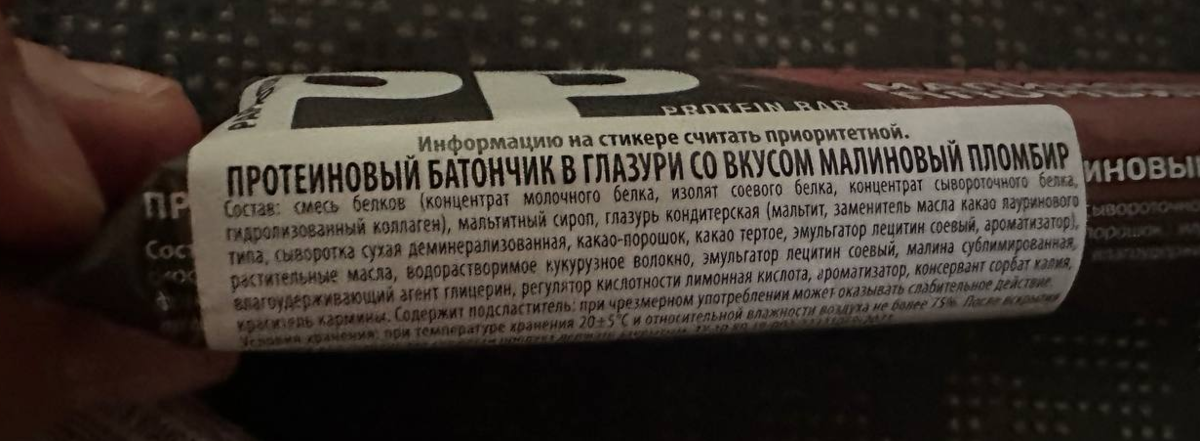 PROTEIN BAR
Информацию на стикере считать приоритетной.
ПРОТЕИНОВЫЙ БАТОНЧИК В ГЛАЗУРИ СО ВКУСОМ МАЛИНОВЫЙ ПЛОМБИР
Состав: смесь белков (концентрат молочного белка, изолят соевого белка, концентрат сывороточного белка,
гидролизованный коллаген), мальтитный сироп, глазурь кондитерская (мальтит, заменитель масла какао лауринового
типа, сыворотка сухая деминерализованная, какао-порошок, какао тертое, эмульгатор лецитин соевый, ароматизатор),
растительные масла, водорастворимое кукурузное волокно, эмульгатор лецитин соевый, малина сублимированная,
влагоудерживающий агент глицерин, регулятор кислотности лимонная кислота, ароматизатор, консервант сорбат калия,
краситель кармины. Содержит подсластитель: при чрезмерном употреблении может оказывать слабительное действие.
Условия хранения: при температуре хранения 20±5°С и относительной влажности воздуха не более 75%. После вскрытия